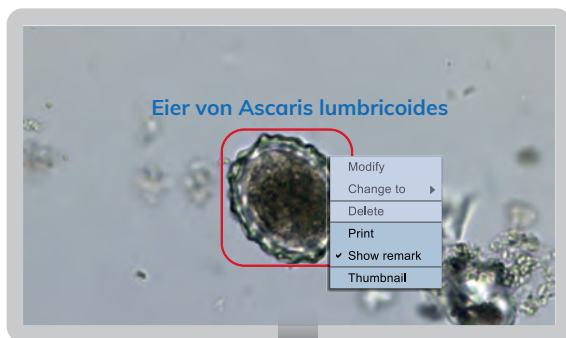 Eier von Ascaris lumbricoides
Modify
Change to
Delete
Print
Show remark
Thumbnail